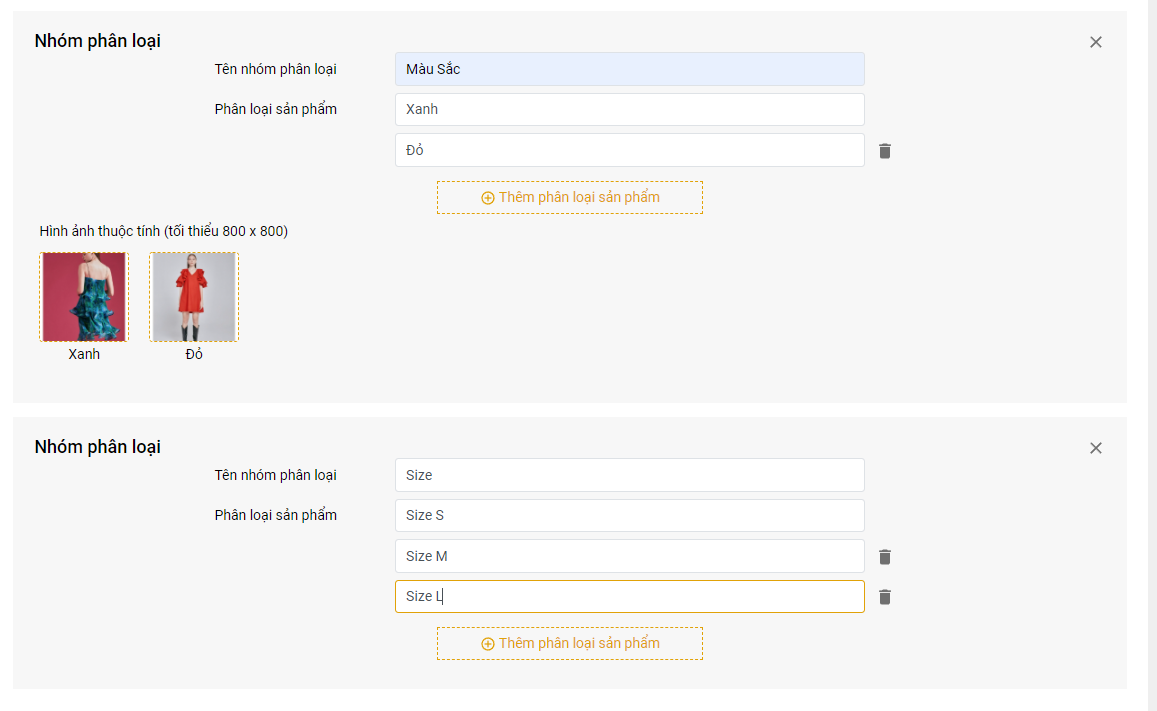 Nhóm phân loại
Tên nhóm phân loại Màu Sắc
Phân loại sản phẩm Xanh
Đỏ
Thêm phân loại sản phẩm
Hình ảnh thuộc tính (tối thiểu 800 x 800)
Xanh Đỏ
Nhóm phân loại
Tên nhóm phân loại Size
Phân loại sản phẩm Size S
Size M
Size L
Thêm phân loại sản phẩm